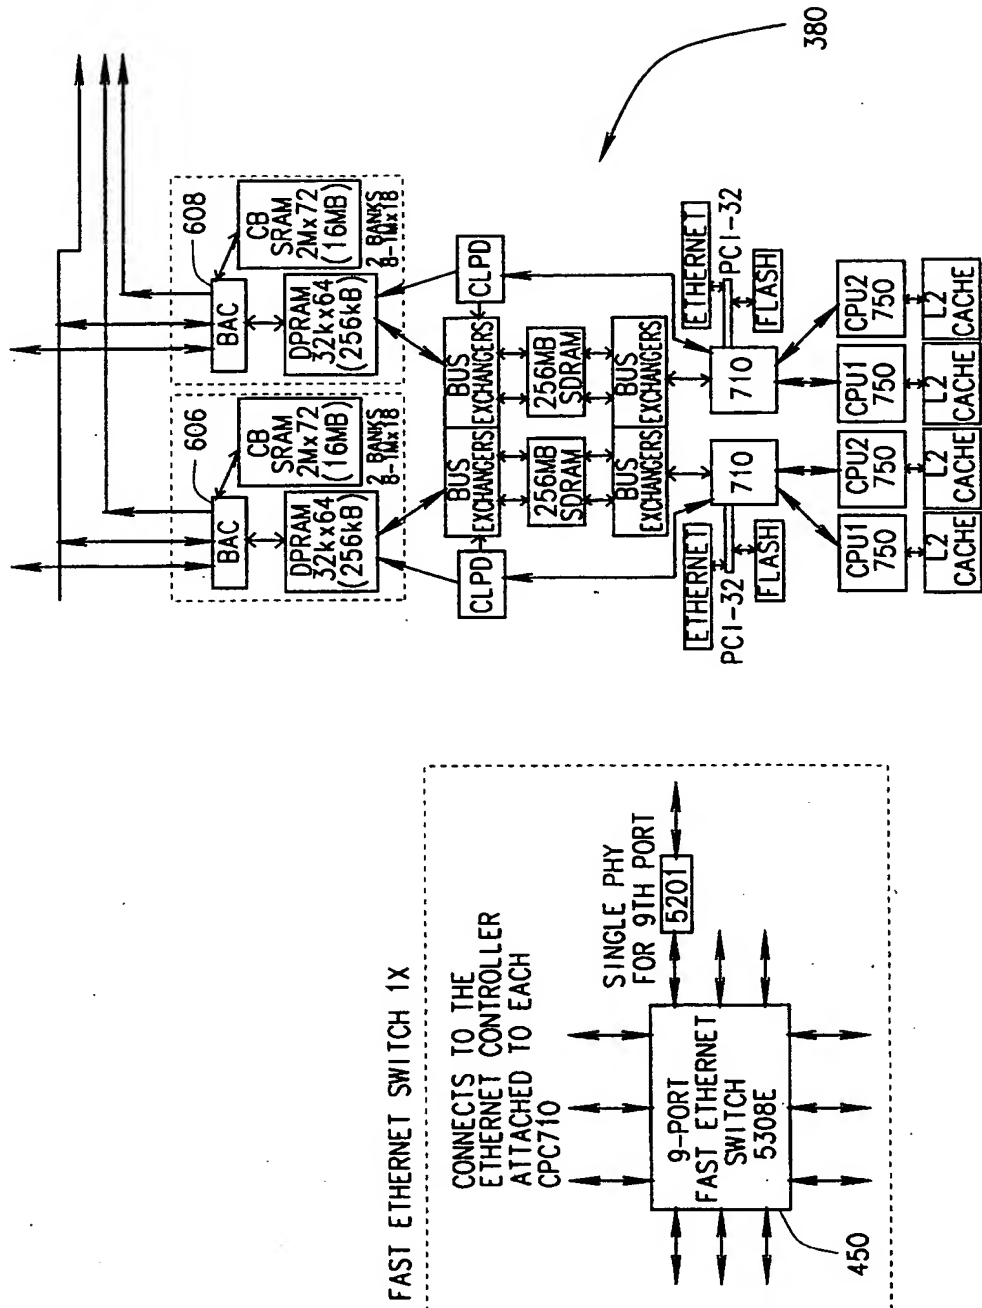 380
608
BAC
CB
SRAM
2Mx72
(16MB)
DPRAM
32kx64
(256kB)
2 BANKS
8-1Mx18
606
BAC
CB
SRAM
2Mx72
(16MB)
DPRAM
32kx64
(256kB)
2 BANKS
8-1Mx18
CLPD
BUS
EXCHANGERS
BUS
EXCHANGERS
CLPD
256MB
SDRAM
256MB
SDRAM
BUS
EXCHANGERS
BUS
EXCHANGERS
ETHERNET
PCI-32
FLASH
710
710
ETHERNET
PCI-32
FLASH
CPU1
750
CPU2
750
CPU1
750
CPU2
750
L2
CACHE
L2
CACHE
L2
CACHE
L2
CACHE
FAST ETHERNET SWITCH 1X
CONNECTS TO THE
ETHERNET CONTROLLER
ATTACHED TO EACH
CPC710
SINGLE PHY
FOR 9TH PORT
5201
9-PORT
FAST ETHERNET
SWITCH
5308E
450